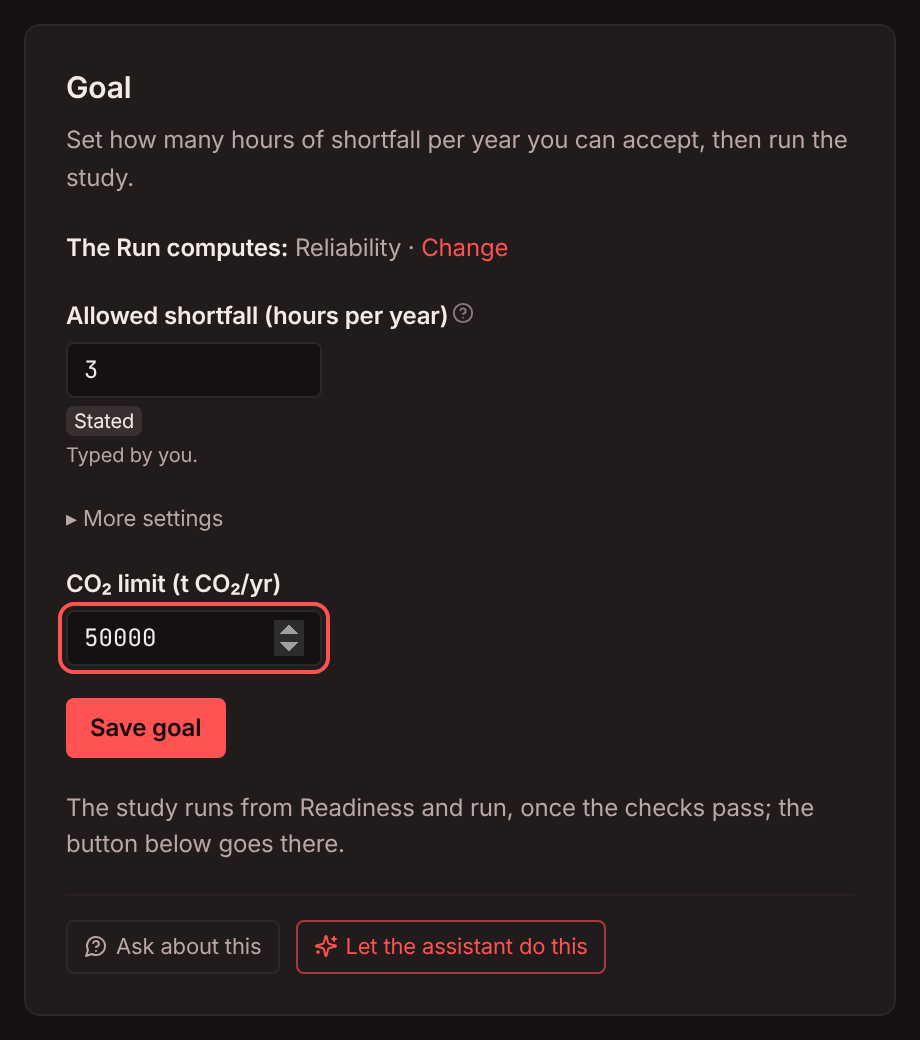 Goal
Set how many hours of shortfall per year you can accept, then run the
study.
The Run computes: Reliability · Change
Allowed shortfall (hours per year) ?
3
Stated
Typed by you.
▸ More settings
CO₂ limit (t CO₂/yr)
50000
Save goal
The study runs from Readiness and run, once the checks pass; the
button below goes there.
Ask about this
Let the assistant do this